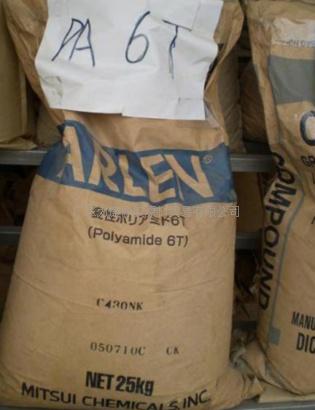 PA 6T
ARLEN®
変性ポリアミド6T
(Polyamide 6T)
C430NK
050710C CK
NET 25kg
MITSUI CHEMICALS INC.
COMPOUND
MANU
DIC